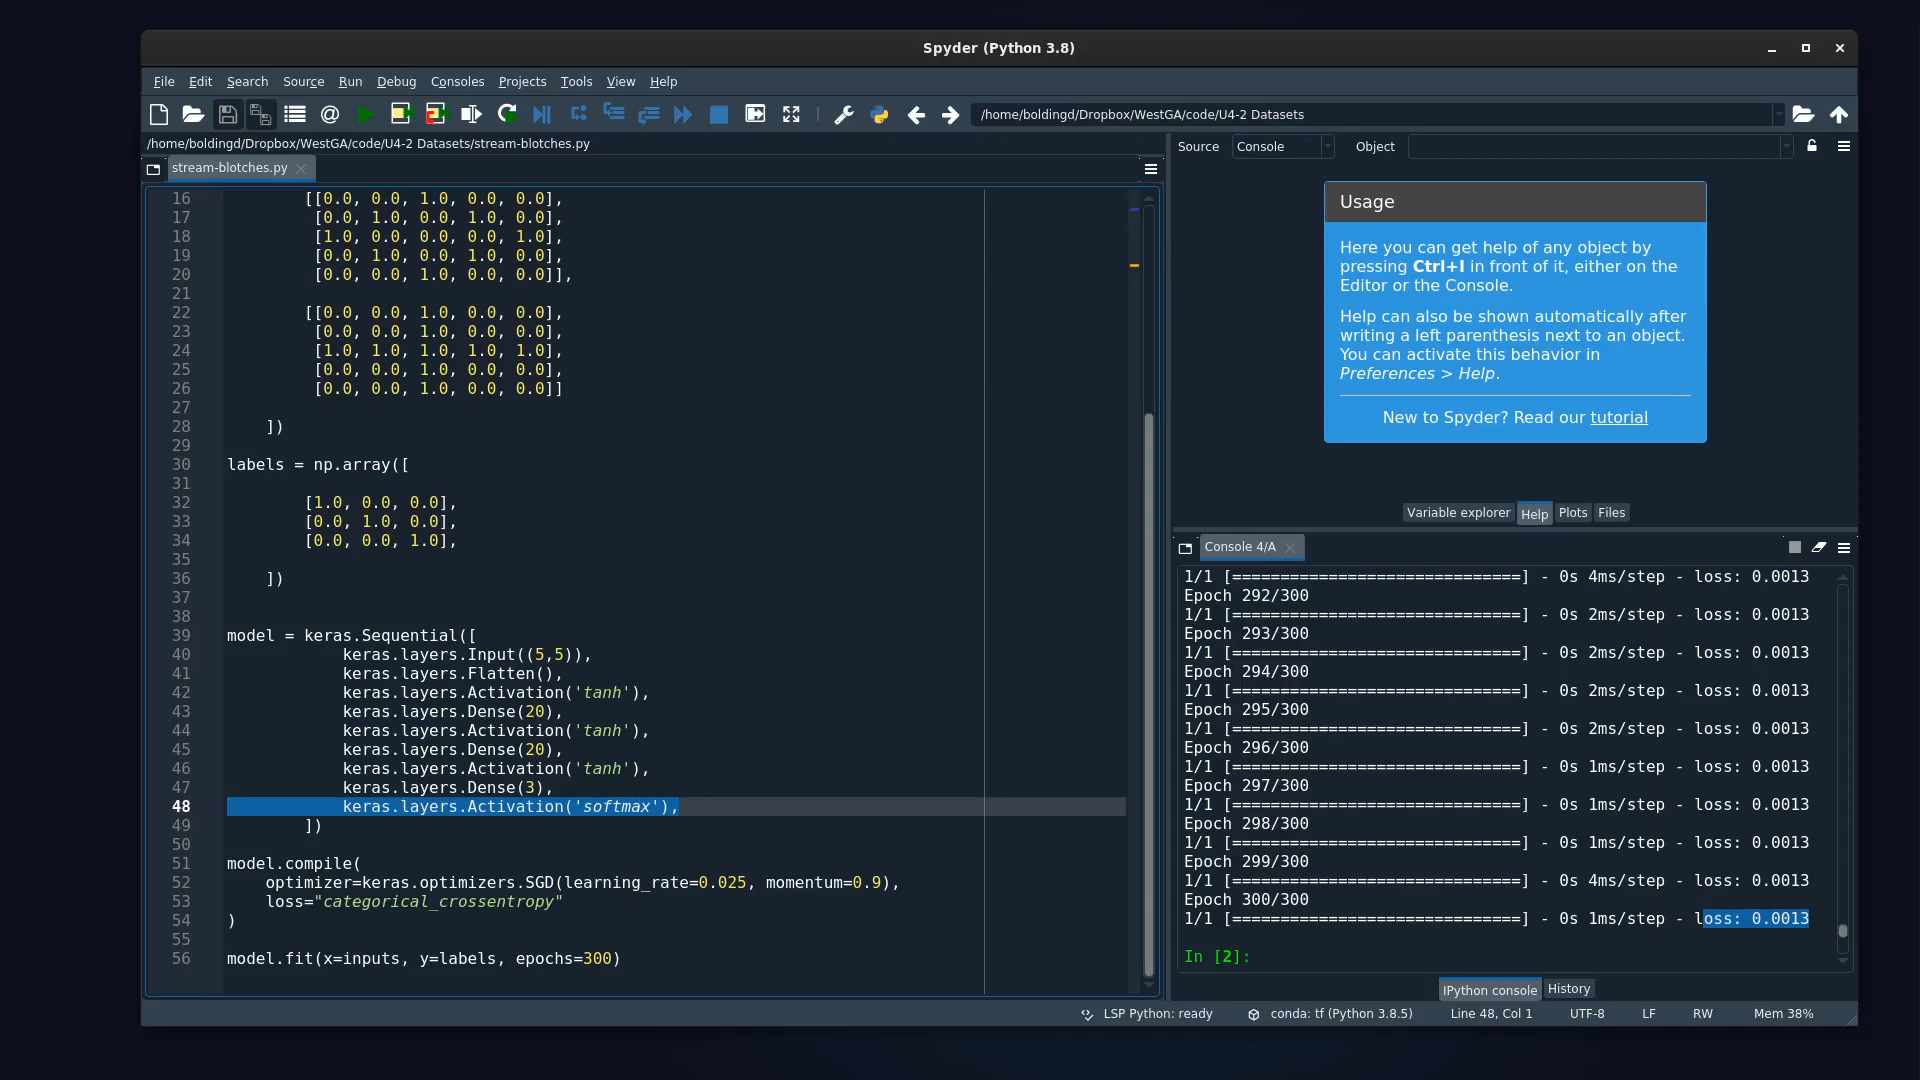 Spyder (Python 3.8)
File Edit Search Source Run Debug Consoles Projects Tools View Help
/home/boldingd/Dropbox/WestGA/code/U4-2 Datasets
/home/boldingd/Dropbox/WestGA/code/U4-2 Datasets/stream-blotches.py
stream-blotches.py
16 [[0.0, 0.0, 1.0, 0.0, 0.0],
17 [0.0, 1.0, 0.0, 1.0, 0.0],
18 [1.0, 0.0, 0.0, 0.0, 1.0],
19 [0.0, 1.0, 0.0, 1.0, 0.0],
20 [0.0, 0.0, 1.0, 0.0, 0.0]],
21
22 [[0.0, 0.0, 1.0, 0.0, 0.0],
23 [0.0, 0.0, 1.0, 0.0, 0.0],
24 [1.0, 1.0, 1.0, 1.0, 1.0],
25 [0.0, 0.0, 1.0, 0.0, 0.0],
26 [0.0, 0.0, 1.0, 0.0, 0.0]]
27
28 ])
29
30 labels = np.array([
31
32 [1.0, 0.0, 0.0],
33 [0.0, 1.0, 0.0],
34 [0.0, 0.0, 1.0],
35
36 ])
37
38
39 model = keras.Sequential([
40 keras.layers.Input((5,5)),
41 keras.layers.Flatten(),
42 keras.layers.Activation('tanh'),
43 keras.layers.Dense(20),
44 keras.layers.Activation('tanh'),
45 keras.layers.Dense(20),
46 keras.layers.Activation('tanh'),
47 keras.layers.Dense(3),
48 keras.layers.Activation('softmax'),
49 ])
50
51 model.compile(
52 optimizer=keras.optimizers.SGD(learning_rate=0.025, momentum=0.9),
53 loss="categorical_crossentropy"
54 )
55
56 model.fit(x=inputs, y=labels, epochs=300)
Source Console Object
Usage
Here you can get help of any object by
pressing Ctrl+I in front of it, either on the
Editor or the Console.
Help can also be shown automatically after
writing a left parenthesis next to an object.
You can activate this behavior in
Preferences > Help.
New to Spyder? Read our tutorial
Variable explorer Help Plots Files
Console 4/A
1/1 [==============================] - 0s 4ms/step - loss: 0.0013
Epoch 292/300
1/1 [==============================] - 0s 2ms/step - loss: 0.0013
Epoch 293/300
1/1 [==============================] - 0s 2ms/step - loss: 0.0013
Epoch 294/300
1/1 [==============================] - 0s 2ms/step - loss: 0.0013
Epoch 295/300
1/1 [==============================] - 0s 2ms/step - loss: 0.0013
Epoch 296/300
1/1 [==============================] - 0s 1ms/step - loss: 0.0013
Epoch 297/300
1/1 [==============================] - 0s 1ms/step - loss: 0.0013
Epoch 298/300
1/1 [==============================] - 0s 1ms/step - loss: 0.0013
Epoch 299/300
1/1 [==============================] - 0s 4ms/step - loss: 0.0013
Epoch 300/300
1/1 [==============================] - 0s 1ms/step - loss: 0.0013
In [2]:
IPython console History
LSP Python: ready conda: tf (Python 3.8.5) Line 48, Col 1 UTF-8 LF RW Mem 38%